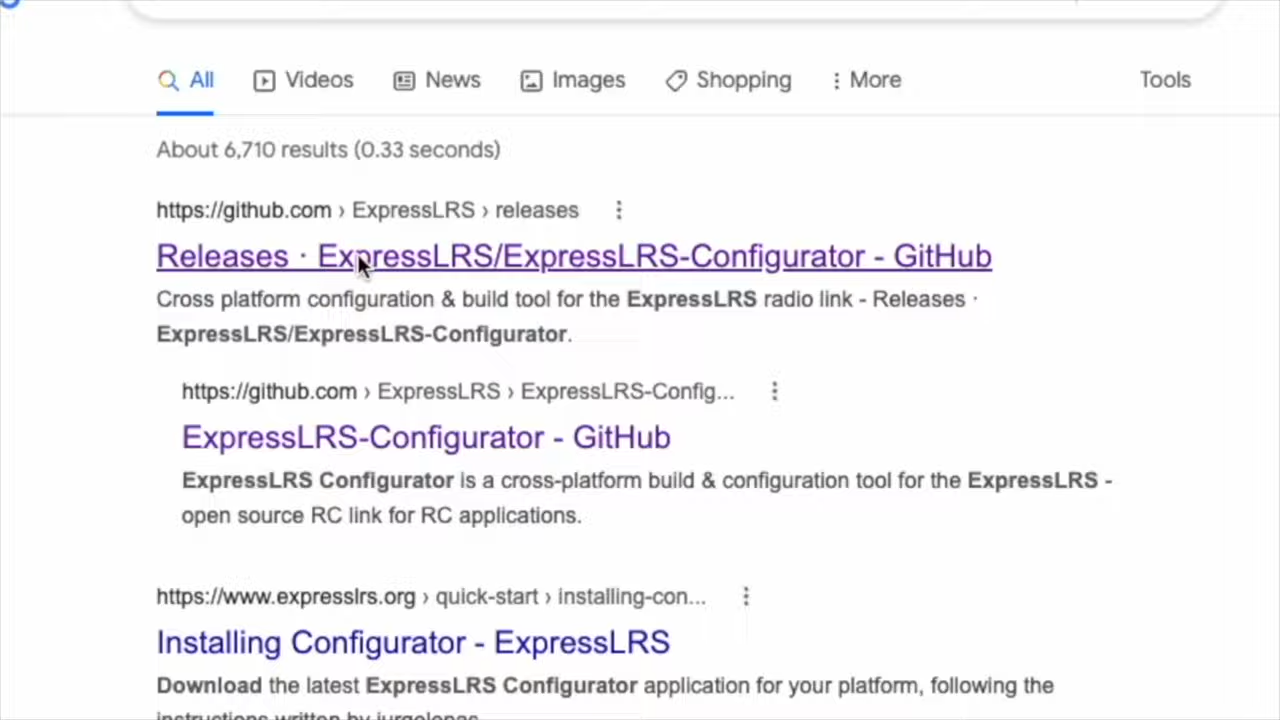 All Videos News Images Shopping More Tools
About 6,710 results (0.33 seconds)
https://github.com › ExpressLRS › releases
Releases · ExpressLRS/ExpressLRS-Configurator - GitHub
Cross platform configuration & build tool for the ExpressLRS radio link - Releases ·
ExpressLRS/ExpressLRS-Configurator.
https://github.com › ExpressLRS › ExpressLRS-Config...
ExpressLRS-Configurator - GitHub
ExpressLRS Configurator is a cross-platform build & configuration tool for the ExpressLRS -
open source RC link for RC applications.
https://www.expresslrs.org › quick-start › installing-con...
Installing Configurator - ExpressLRS
Download the latest ExpressLRS Configurator application for your platform, following the
instructions written by jurgelenas